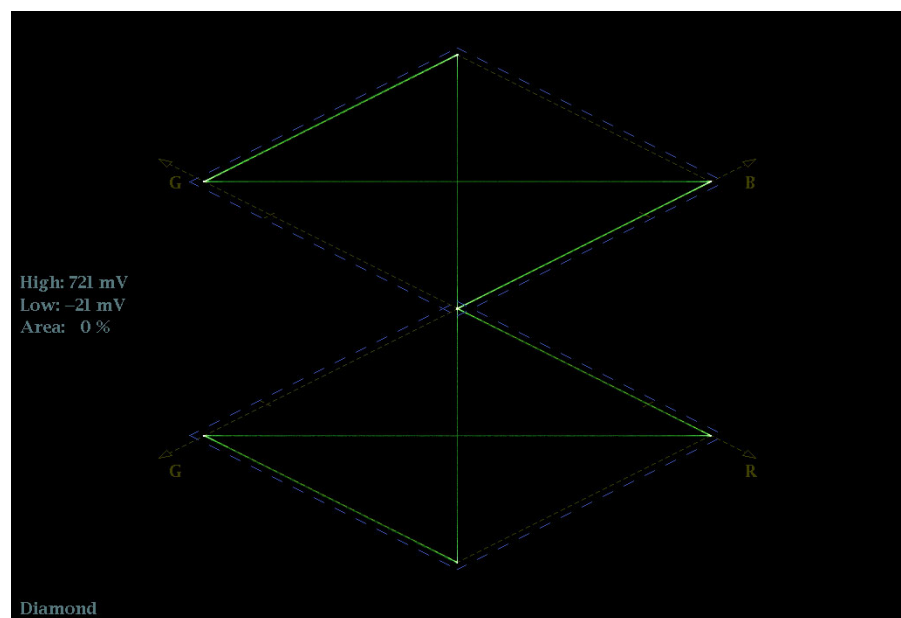 G
B
High: 721 mV
Low: –21 mV
Area: 0 %
G
R
Diamond